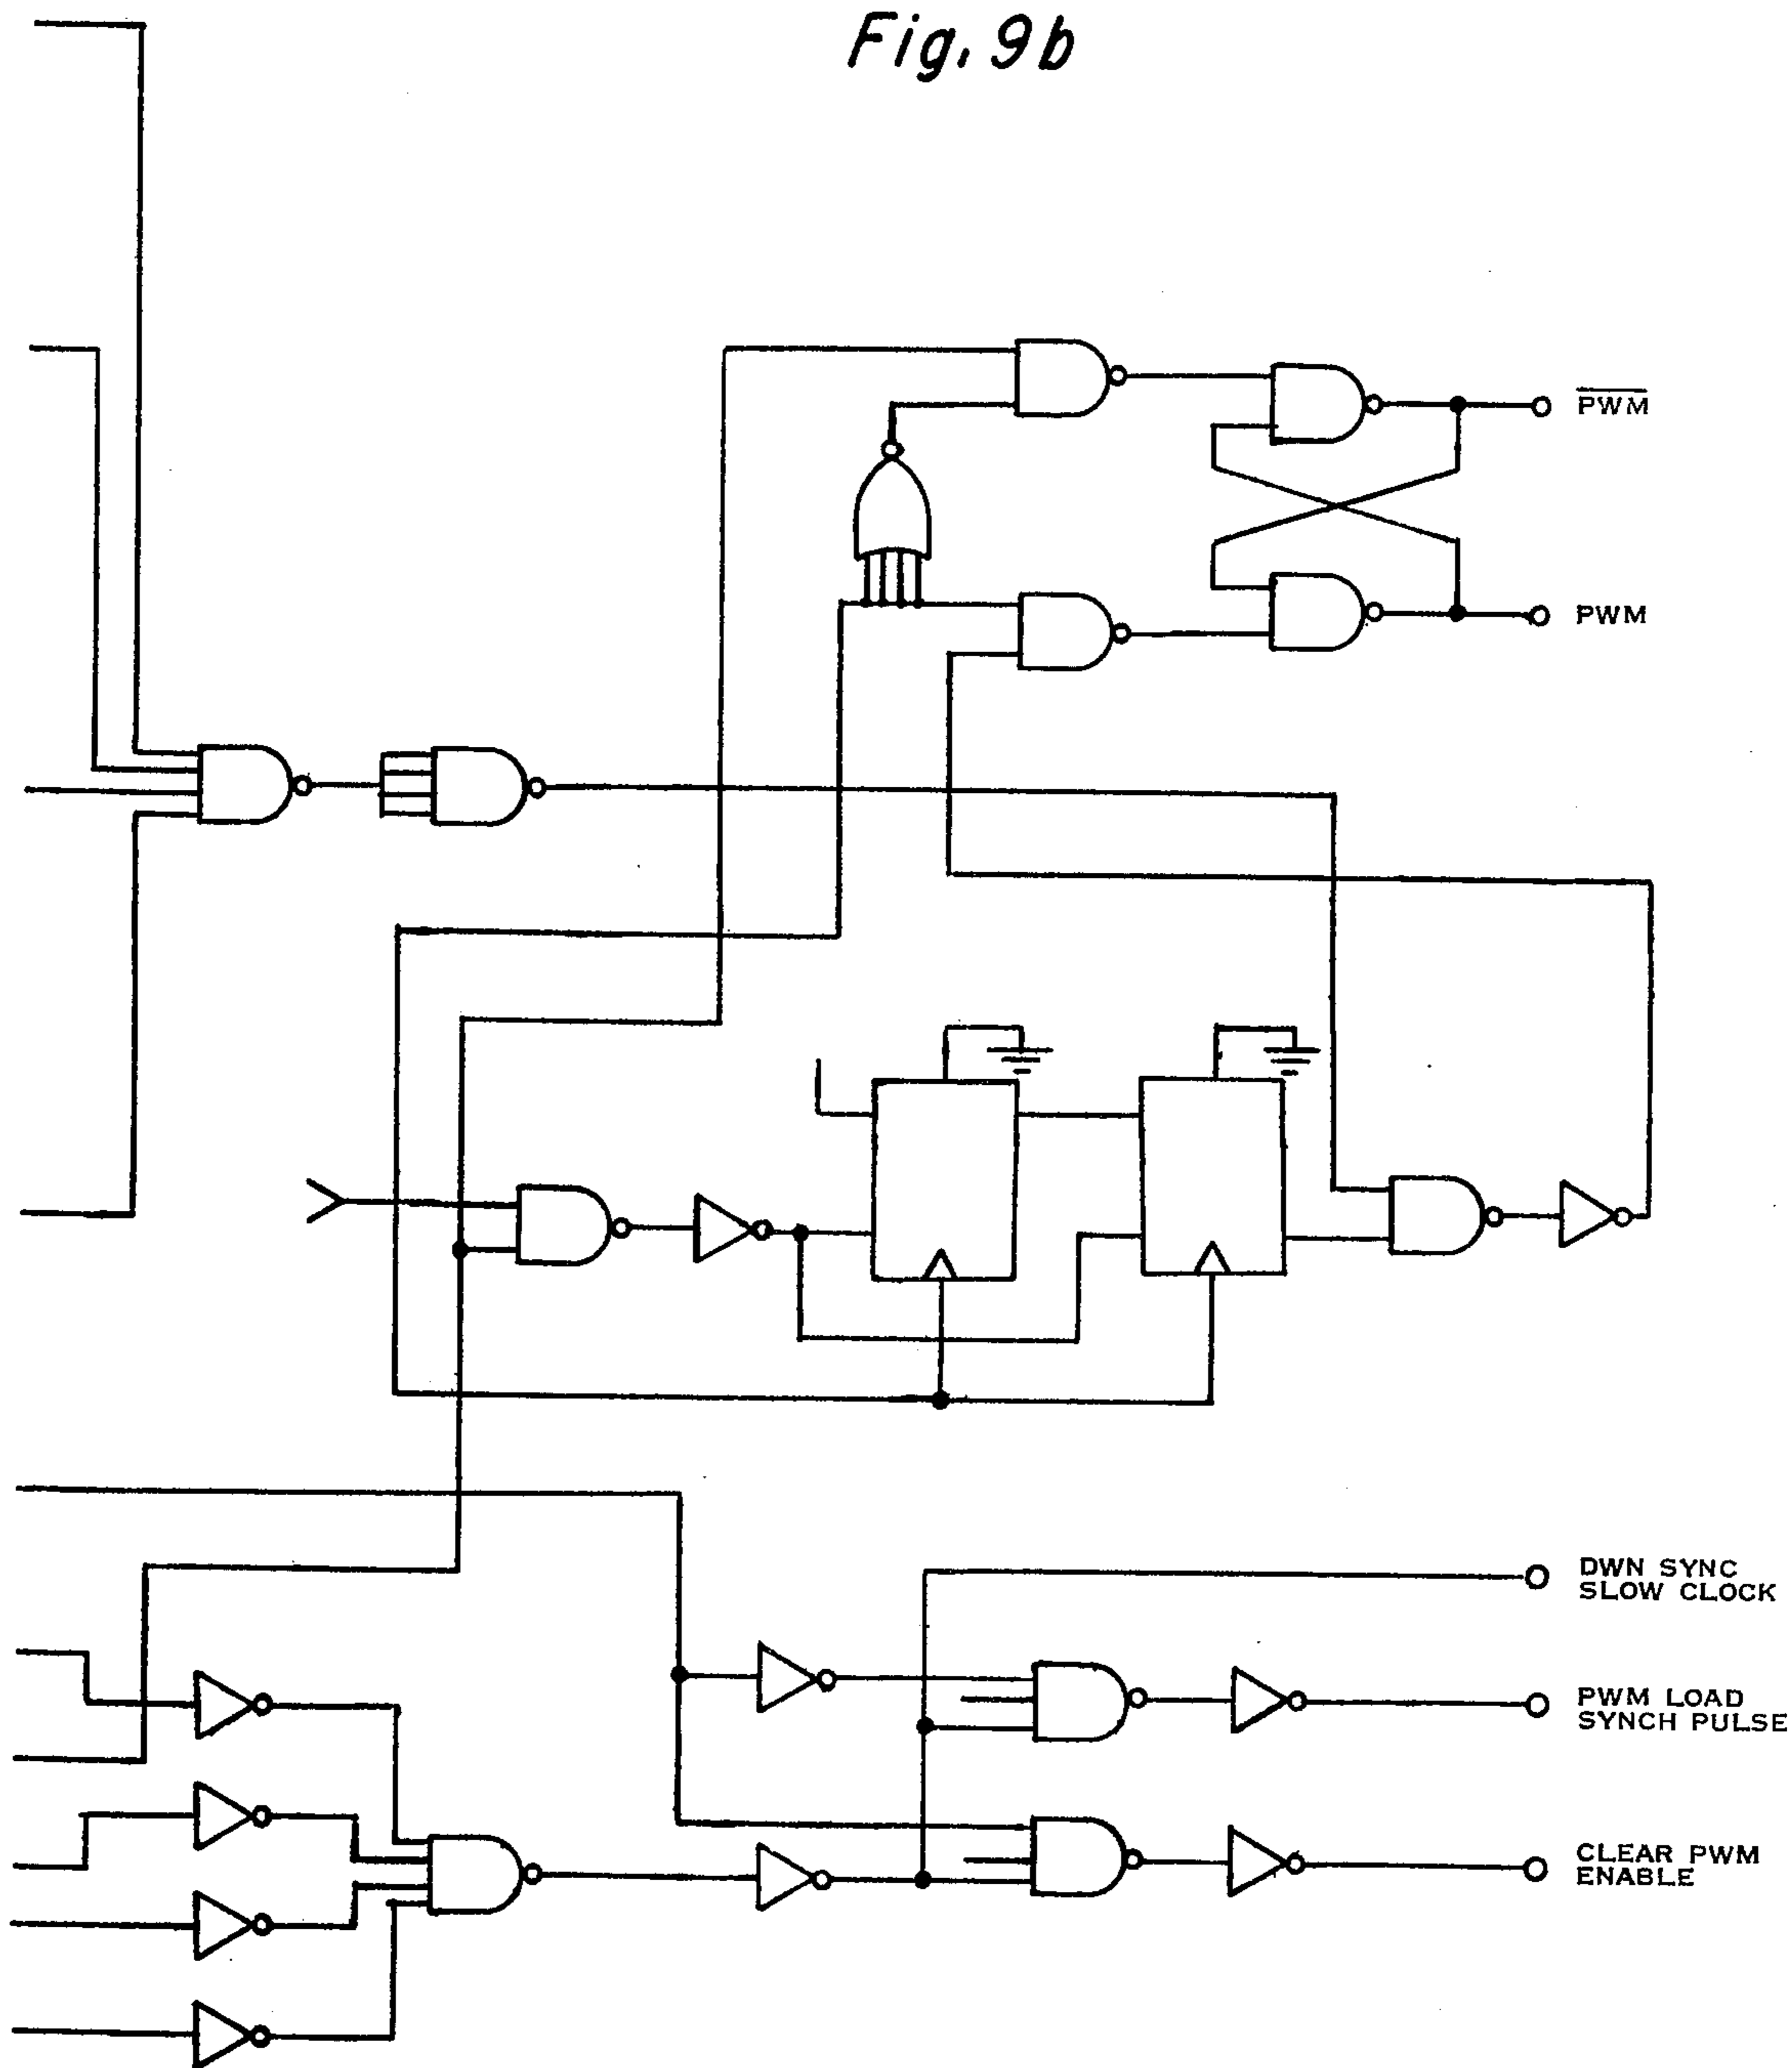 Fig. 9b
PWM
PWM
DWN SYNC
SLOW CLOCK
PWM LOAD
SYNCH PULSE
CLEAR PWM
ENABLE